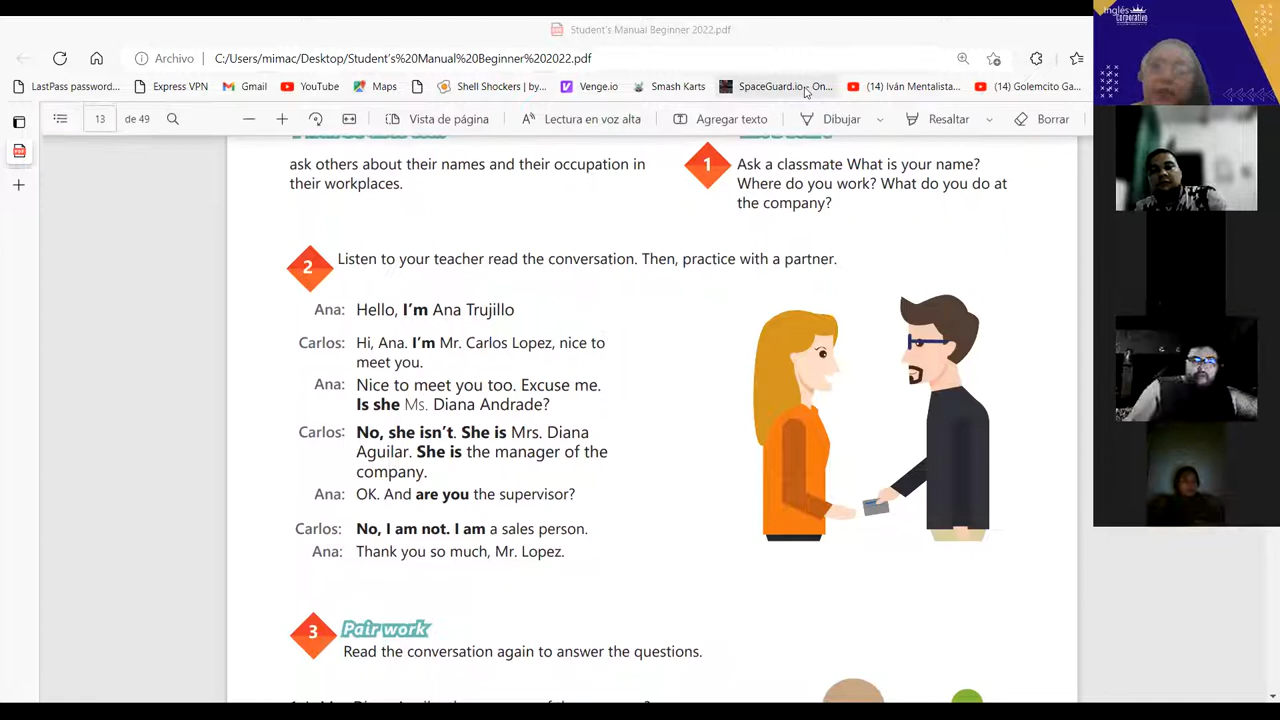 Student's Manual Beginner 2022.pdf
Archivo C:/Users/mimac/Desktop/Student's%20Manual%20Beginner%202022.pdf
LastPass password... Express VPN Gmail YouTube Maps Shell Shockers | by... Venge.io Smash Karts SpaceGuard.io - On... (14) Iván Mentalista... (14) Golemcito Ga...
13 de 49 Vista de página Lectura en voz alta Agregar texto Dibujar Resaltar Borrar
Inglés
Corporativo
ask others about their names and their occupation in
their workplaces.
1 Ask a classmate What is your name?
Where do you work? What do you do at
the company?
2 Listen to your teacher read the conversation. Then, practice with a partner.
Ana: Hello, I'm Ana Trujillo
Carlos: Hi, Ana. I'm Mr. Carlos Lopez, nice to
meet you.
Ana: Nice to meet you too. Excuse me.
Is she Ms. Diana Andrade?
Carlos: No, she isn't. She is Mrs. Diana
Aguilar. She is the manager of the
company.
Ana: OK. And are you the supervisor?
Carlos: No, I am not. I am a sales person.
Ana: Thank you so much, Mr. Lopez.
3 Pair work
Read the conversation again to answer the questions.